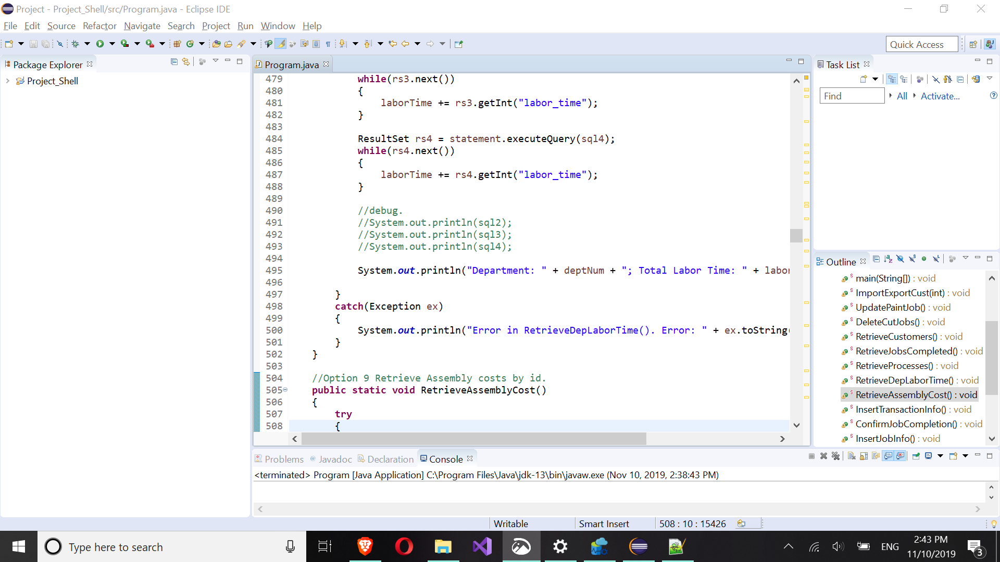 Project - Project_Shell/src/Program.java - Eclipse IDE
File Edit Source Refactor Navigate Search Project Run Window Help
Quick Access
Package Explorer
Project_Shell
Program.java
479 while(rs3.next())
480 {
481 laborTime += rs3.getInt("labor_time");
482 }
483
484 ResultSet rs4 = statement.executeQuery(sql4);
485 while(rs4.next())
486 {
487 laborTime += rs4.getInt("labor_time");
488 }
489
490 //debug.
491 //System.out.println(sql2);
492 //System.out.println(sql3);
493 //System.out.println(sql4);
494
495 System.out.println("Department: " + deptNum + "; Total Labor Time: " + labor
496
497 }
498 catch(Exception ex)
499 {
500 System.out.println("Error in RetrieveDepLaborTime(). Error: " + ex.toString(
501 }
502 }
503
504 //Option 9 Retrieve Assembly costs by id.
505 public static void RetrieveAssemblyCost()
506 {
507 try
508 {
Task List
Find All Activate...
Outline
main(String[]) : void
ImportExportCust(int) : void
UpdatePaintJob() : void
DeleteCutJobs() : void
RetrieveCustomers() : void
RetrieveJobsCompleted() : void
RetrieveProcesses() : void
RetrieveDepLaborTime() : void
RetrieveAssemblyCost() : void
InsertTransactionInfo() : void
ConfirmJobCompletion() : void
InsertJobInfo() : void
Problems Javadoc Declaration Console
<terminated> Program [Java Application] C:\Program Files\Java\jdk-13\bin\javaw.exe (Nov 10, 2019, 2:38:43 PM)
Writable Smart Insert 508 : 10 : 15426
Type here to search
ENG
2:43 PM
11/10/2019
3